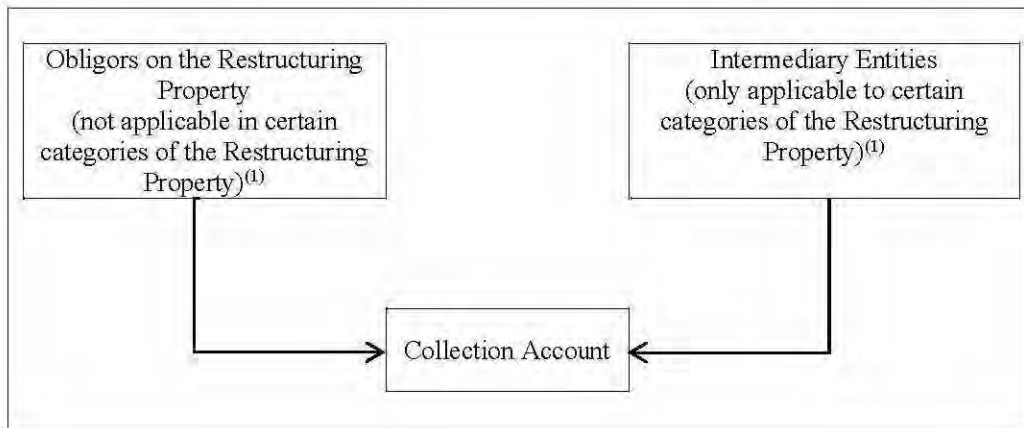 Obligors on the Restructuring
Property
(not applicable in certain
categories of the Restructuring
Property)(1)
Intermediary Entities
(only applicable to certain
categories of the Restructuring
Property)(1)
Collection Account